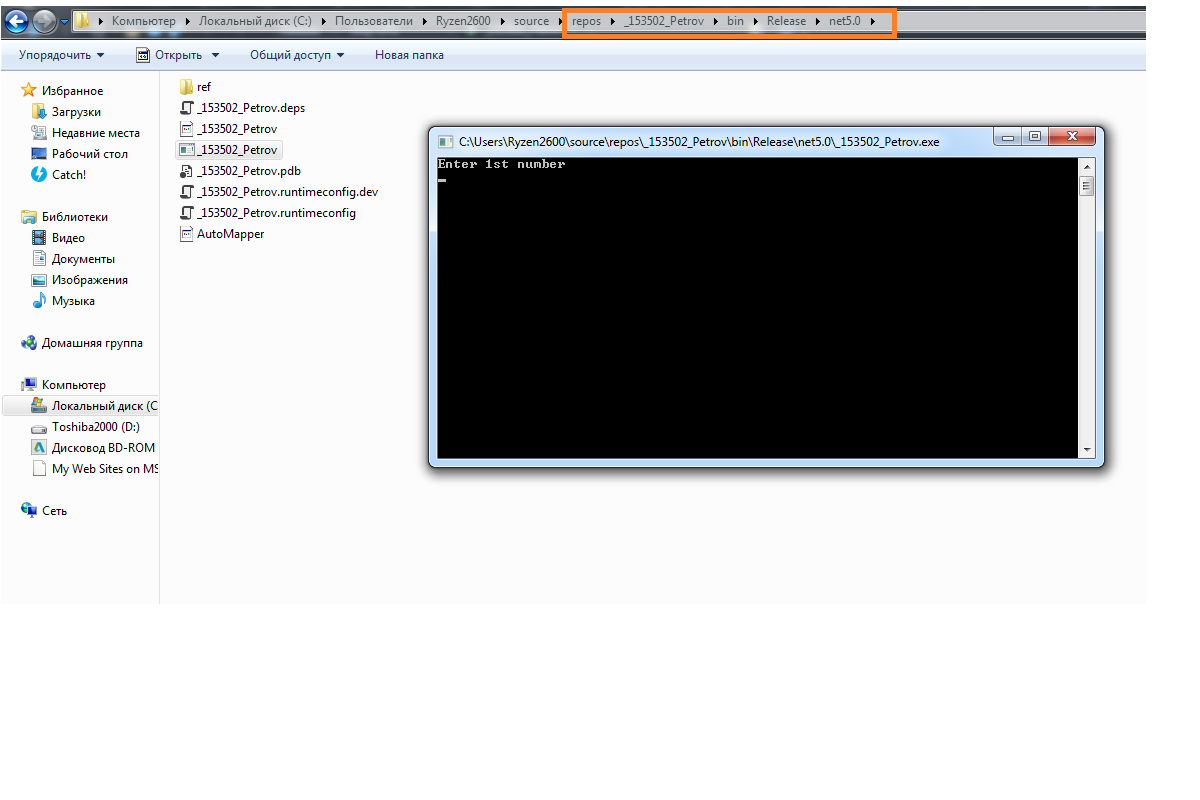 Компьютер Локальный диск (C:) Пользователи Ryzen2600 source repos _153502_Petrov bin Release net5.0
Упорядочить Открыть Общий доступ Новая папка
Избранное
Загрузки
Недавние места
Рабочий стол
Catch!
Библиотеки
Видео
Документы
Изображения
Музыка
Домашняя группа
Компьютер
Локальный диск (C
Toshiba2000 (D:)
Дисковод BD-ROM
My Web Sites on MS
Сеть
ref
_153502_Petrov.deps
_153502_Petrov
_153502_Petrov
_153502_Petrov.pdb
_153502_Petrov.runtimeconfig.dev
_153502_Petrov.runtimeconfig
AutoMapper
C:\Users\Ryzen2600\source\repos\_153502_Petrov\bin\Release\net5.0\_153502_Petrov.exe
Enter 1st number